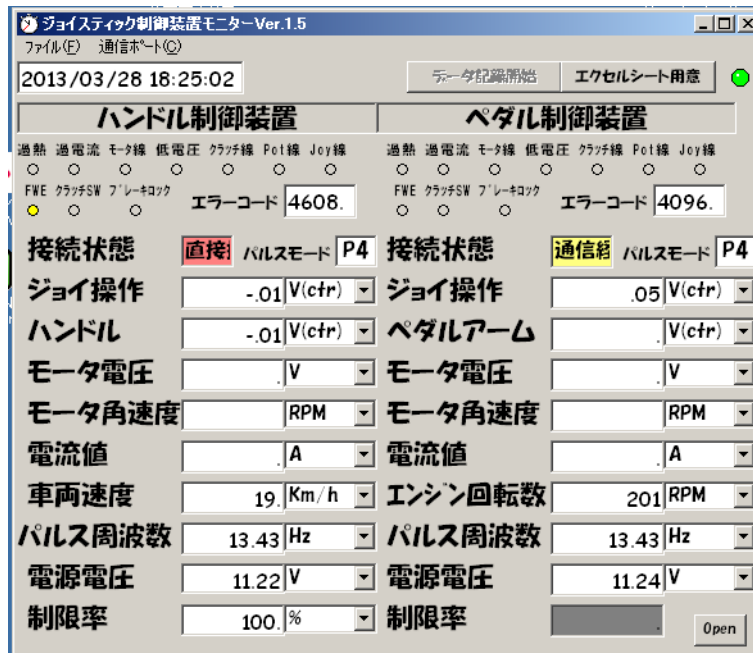 ジョイスティック制御装置モニターVer.1.5
ファイル(F) 通信ポート(C)
2013/03/28 18:25:02 データ記録開始 エクセルシート用意
ハンドル制御装置 ペダル制御装置
過熱 過電流 モータ線 低電圧 クラッチ線 Pot線 Joy線 過熱 過電流 モータ線 低電圧 クラッチ線 Pot線 Joy線
FWE クラッチSW ブレーキロック エラーコード 4608. FWE クラッチSW ブレーキロック エラーコード 4096.
接続状態 直接 パルスモード P4 接続状態 通信経 パルスモード P4
ジョイ操作 -.01 V(ctr) ジョイ操作 .05 V(ctr)
ハンドル -.01 V(ctr) ペダルアーム . V(ctr)
モータ電圧 . V モータ電圧 . V
モータ角速度 RPM モータ角速度 RPM
電流値 . A 電流値 . A
車両速度 19. Km/h エンジン回転数 201 RPM
パルス周波数 13.43 Hz パルス周波数 13.43 Hz
電源電圧 11.22 V 電源電圧 11.24 V
制限率 100. % 制限率 . Open